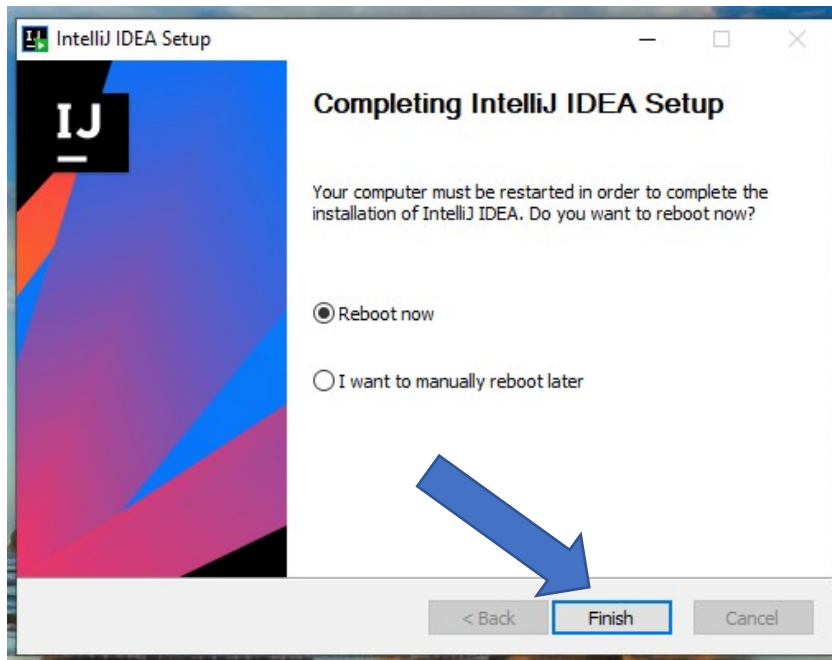 IntelliJ IDEA Setup
IJ
Completing IntelliJ IDEA Setup
Your computer must be restarted in order to complete the
installation of IntelliJ IDEA. Do you want to reboot now?
Reboot now
I want to manually reboot later
< Back
Finish
Cancel